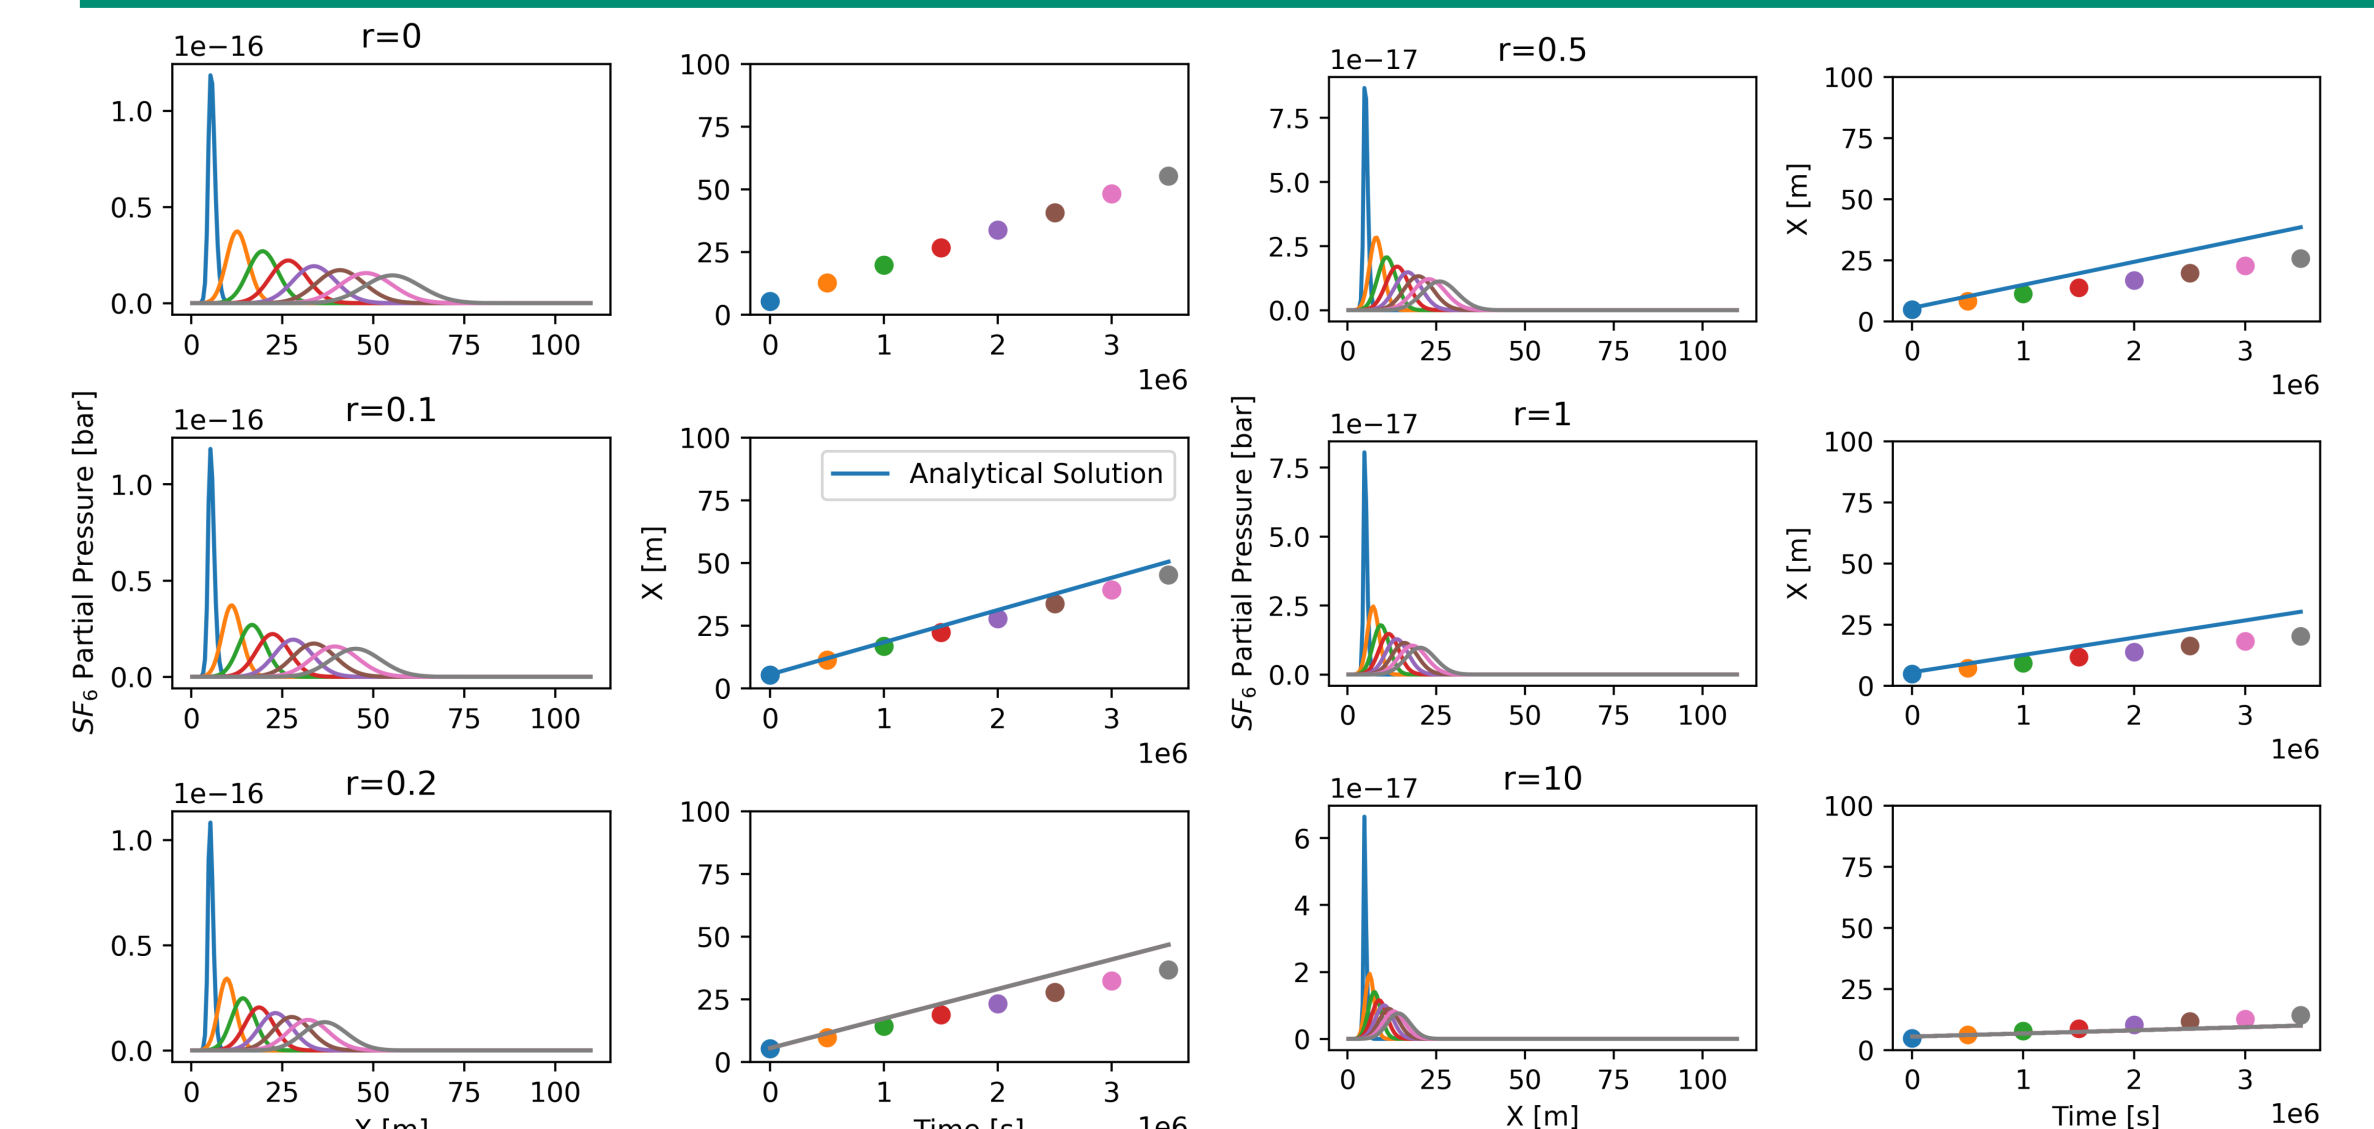 r=0
1e−16
1.0
0.5
0.0
0 25 50 75 100
100
75
50
25
0
0 1 2 3
1e6
r=0.5
1e−17
7.5
5.0
2.5
0.0
0 25 50 75 100
X [m]
100
75
50
25
0
0 1 2 3
1e6
SF6 Partial Pressure [bar]
r=0.1
1e−16
1.0
0.5
0.0
0 25 50 75 100
X [m]
100
75
50
25
0
Analytical Solution
0 1 2 3
1e6
SF6 Partial Pressure [bar]
r=1
1e−17
7.5
5.0
2.5
0.0
0 25 50 75 100
X [m]
100
75
50
25
0
0 1 2 3
1e6
r=0.2
1e−16
1.0
0.5
0.0
0 25 50 75 100
X [m]
100
75
50
25
0
0 1 2 3
Time [s]
1e6
r=10
1e−17
6
4
2
0
0 25 50 75 100
X [m]
100
75
50
25
0
0 1 2 3
Time [s]
1e6